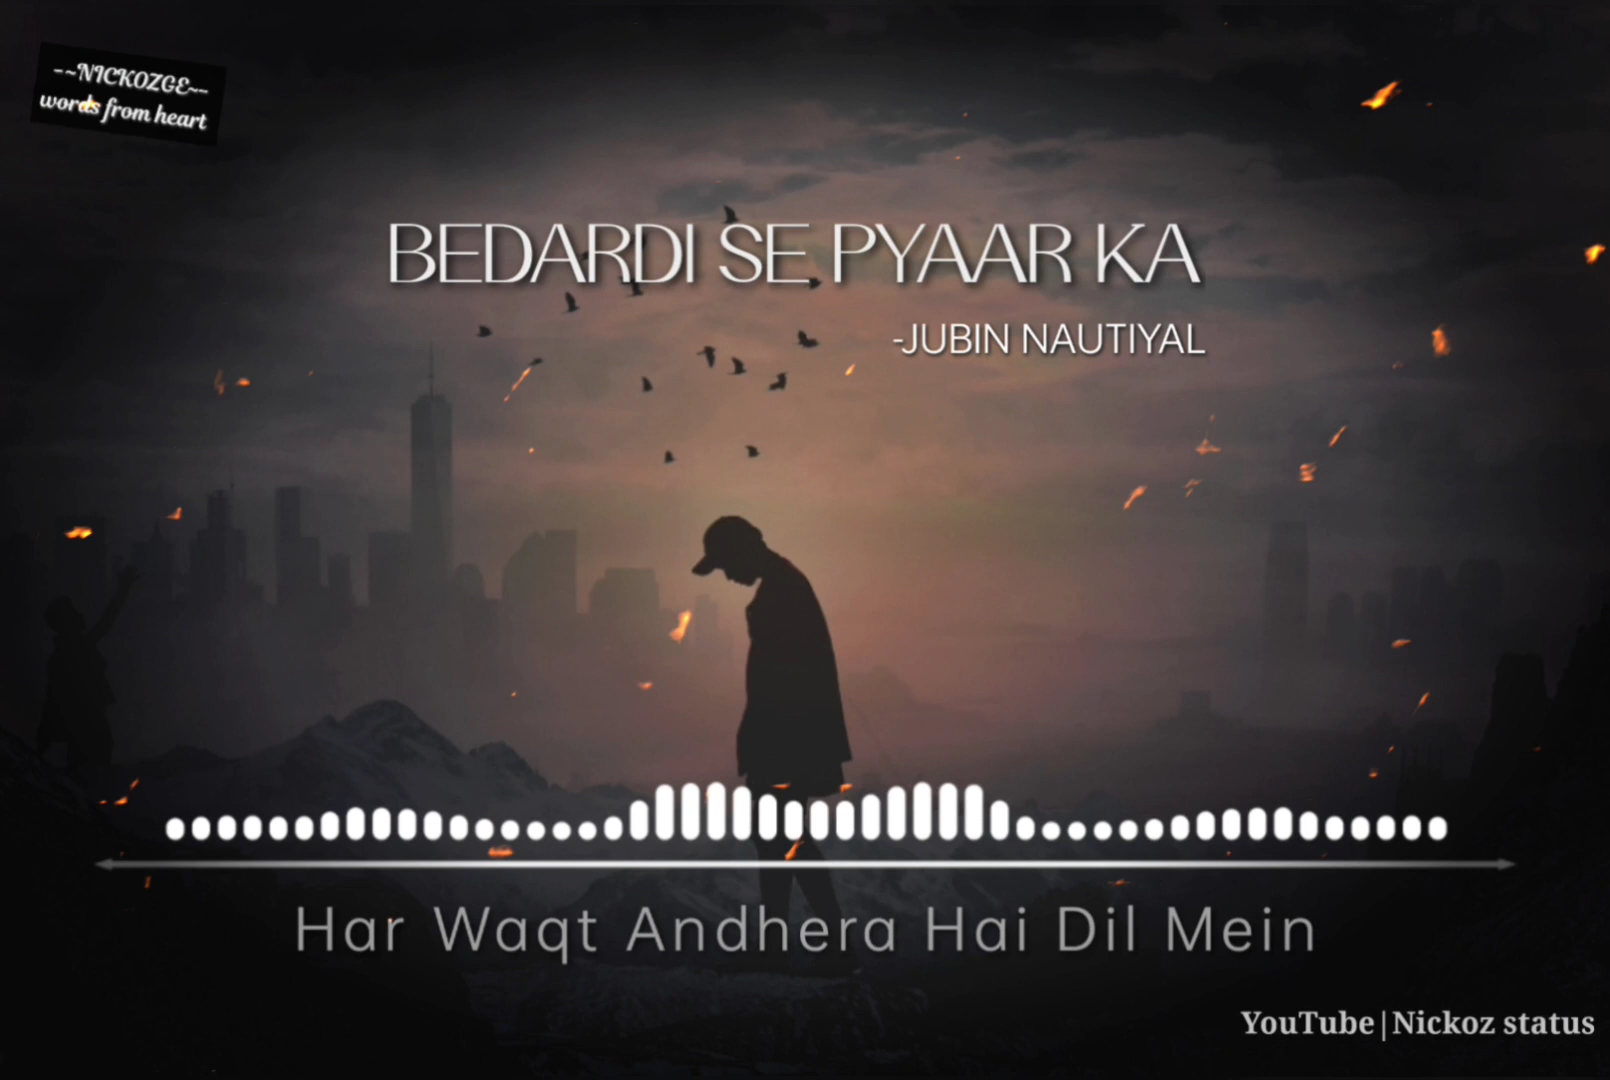 --NICKOZGE~~
words from heart
BEDARDI SE PYAAR KA
-JUBIN NAUTIYAL
Har Waqt Andhera Hai Dil Mein
YouTube|Nickoz status